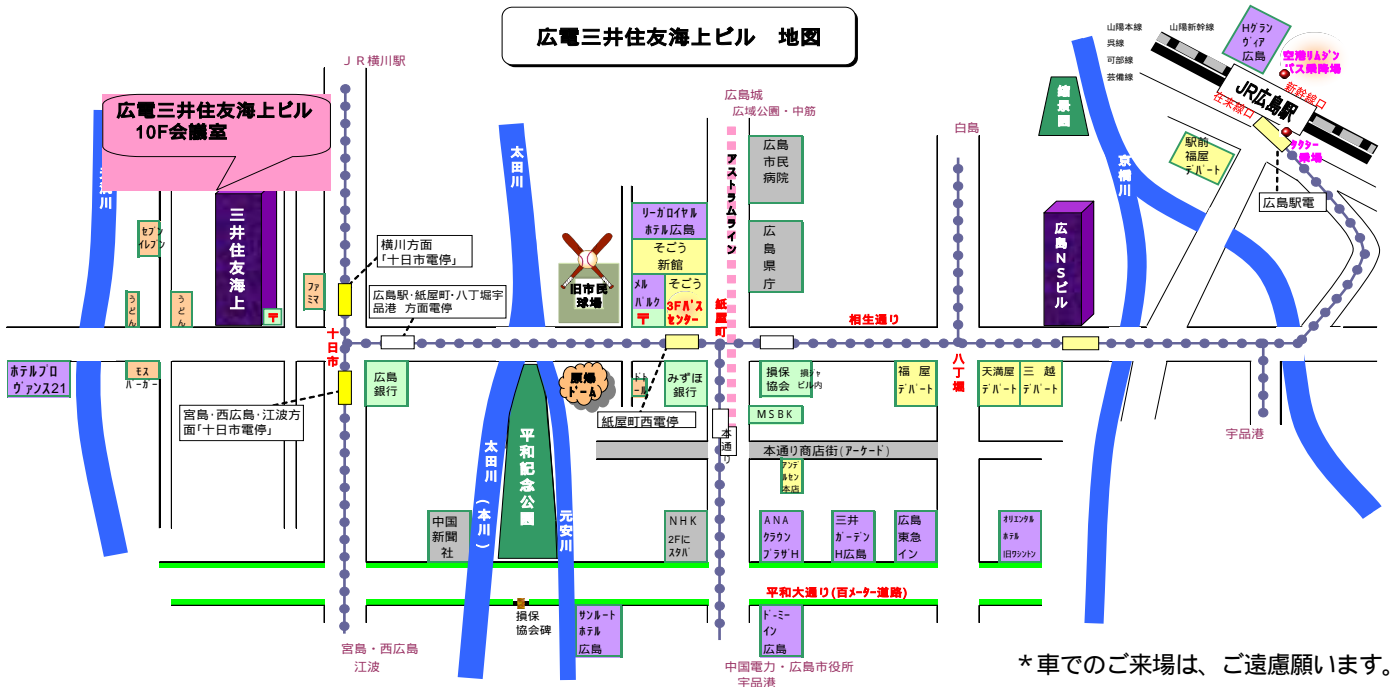 広電三井住友海上ビル 地図
ＪＲ横川駅
広電三井住友海上ビル
10F会議室
三井住友海上
セブン
イレブン
うどん
うどん
ファ
ミマ
〒
横川方面
「十日市電停」
広島駅・紙屋町・八丁堀宇
品港 方面電停
十日市
ホテルプロ
ヴァンス21
モス
バーガー
宮島・西広島・江波方
面「十日市電停」
広島
銀行
太田川
旧市民
球場
原爆
ドーム
平和記念公園
太田川(本川)
元安川
中国
新聞
社
損保
協会碑
サンルート
ホテル
広島
宮島・西広島
江波
広島城
広域公園・中筋
アストラムライン
広島
市民
病院
広島県庁
リーガロイヤル
ホテル広島
そごう
新館
メル
パルク
〒
そごう
3Fバス
センター
紙屋町
みずほ
銀行
紙屋町西電停
本通り
損保
協会
損ジャ
ビル内
MSBK
本通り商店街(アーケード)
アンデルセン
本店
NHK
2Fに
スタバ
ANA
クラウン
プラザH
三井
ガーデン
H広島
広島
東急
イン
オリエンタル
ホテル
旧ワシントン
平和大通り(百メーター道路)
ドーミー
イン
広島
中国電力・広島市役所
宇品港
相生通り
白島
八丁堀
福屋
デパート
天満屋
デパート
三越
デパート
広島NSビル
縮景園
京橋川
山陽本線
呉線
可部線
芸備線
山陽新幹線
Hグラン
ヴィア
広島
空港リムジン
バス乗降場
新幹線口
JR広島駅
在来線口
タクシー
乗場
駅前
福屋
デパート
広島駅電
宇品港
*車でのご来場は、ご遠慮願います。